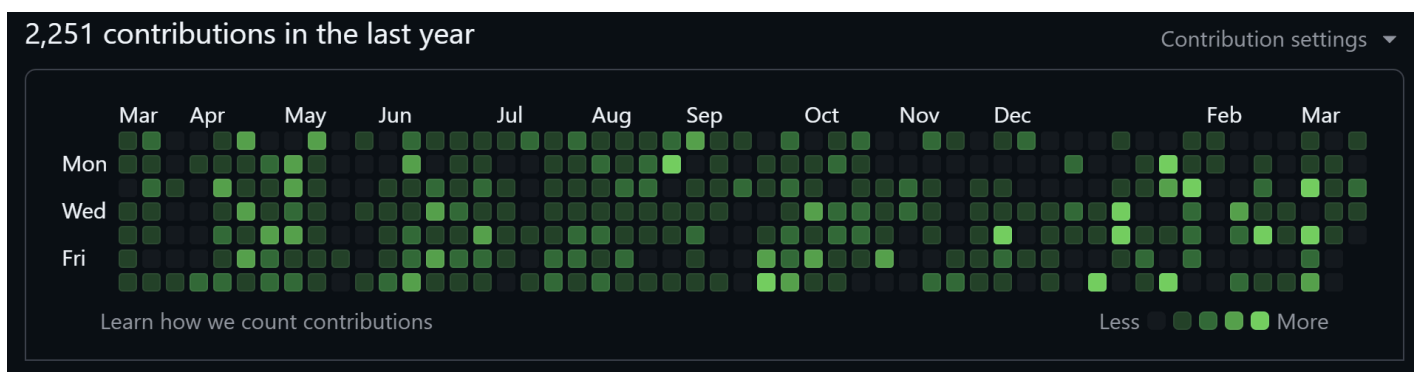 2,251 contributions in the last year
Contribution settings
Mar Apr May Jun Jul Aug Sep Oct Nov Dec Feb Mar
Mon
Wed
Fri
Learn how we count contributions
Less More